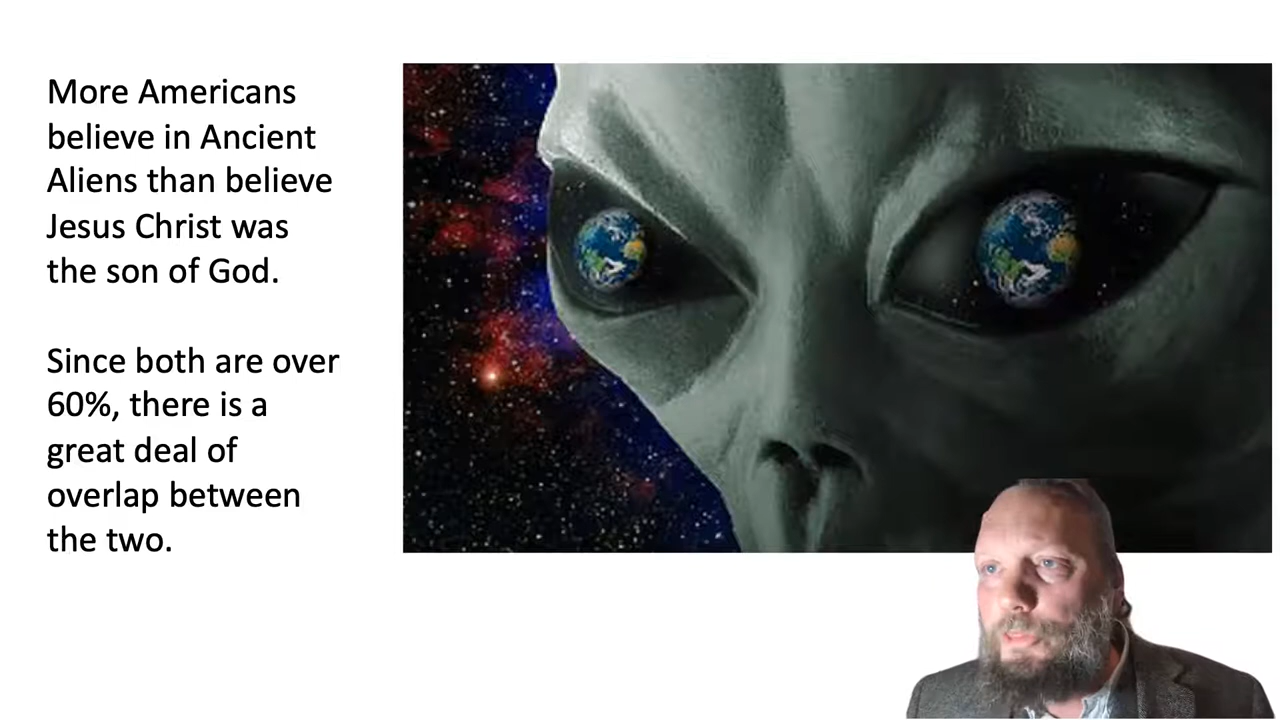 More Americans
believe in Ancient
Aliens than believe
Jesus Christ was
the son of God.
Since both are over
60%, there is a
great deal of
overlap between
the two.